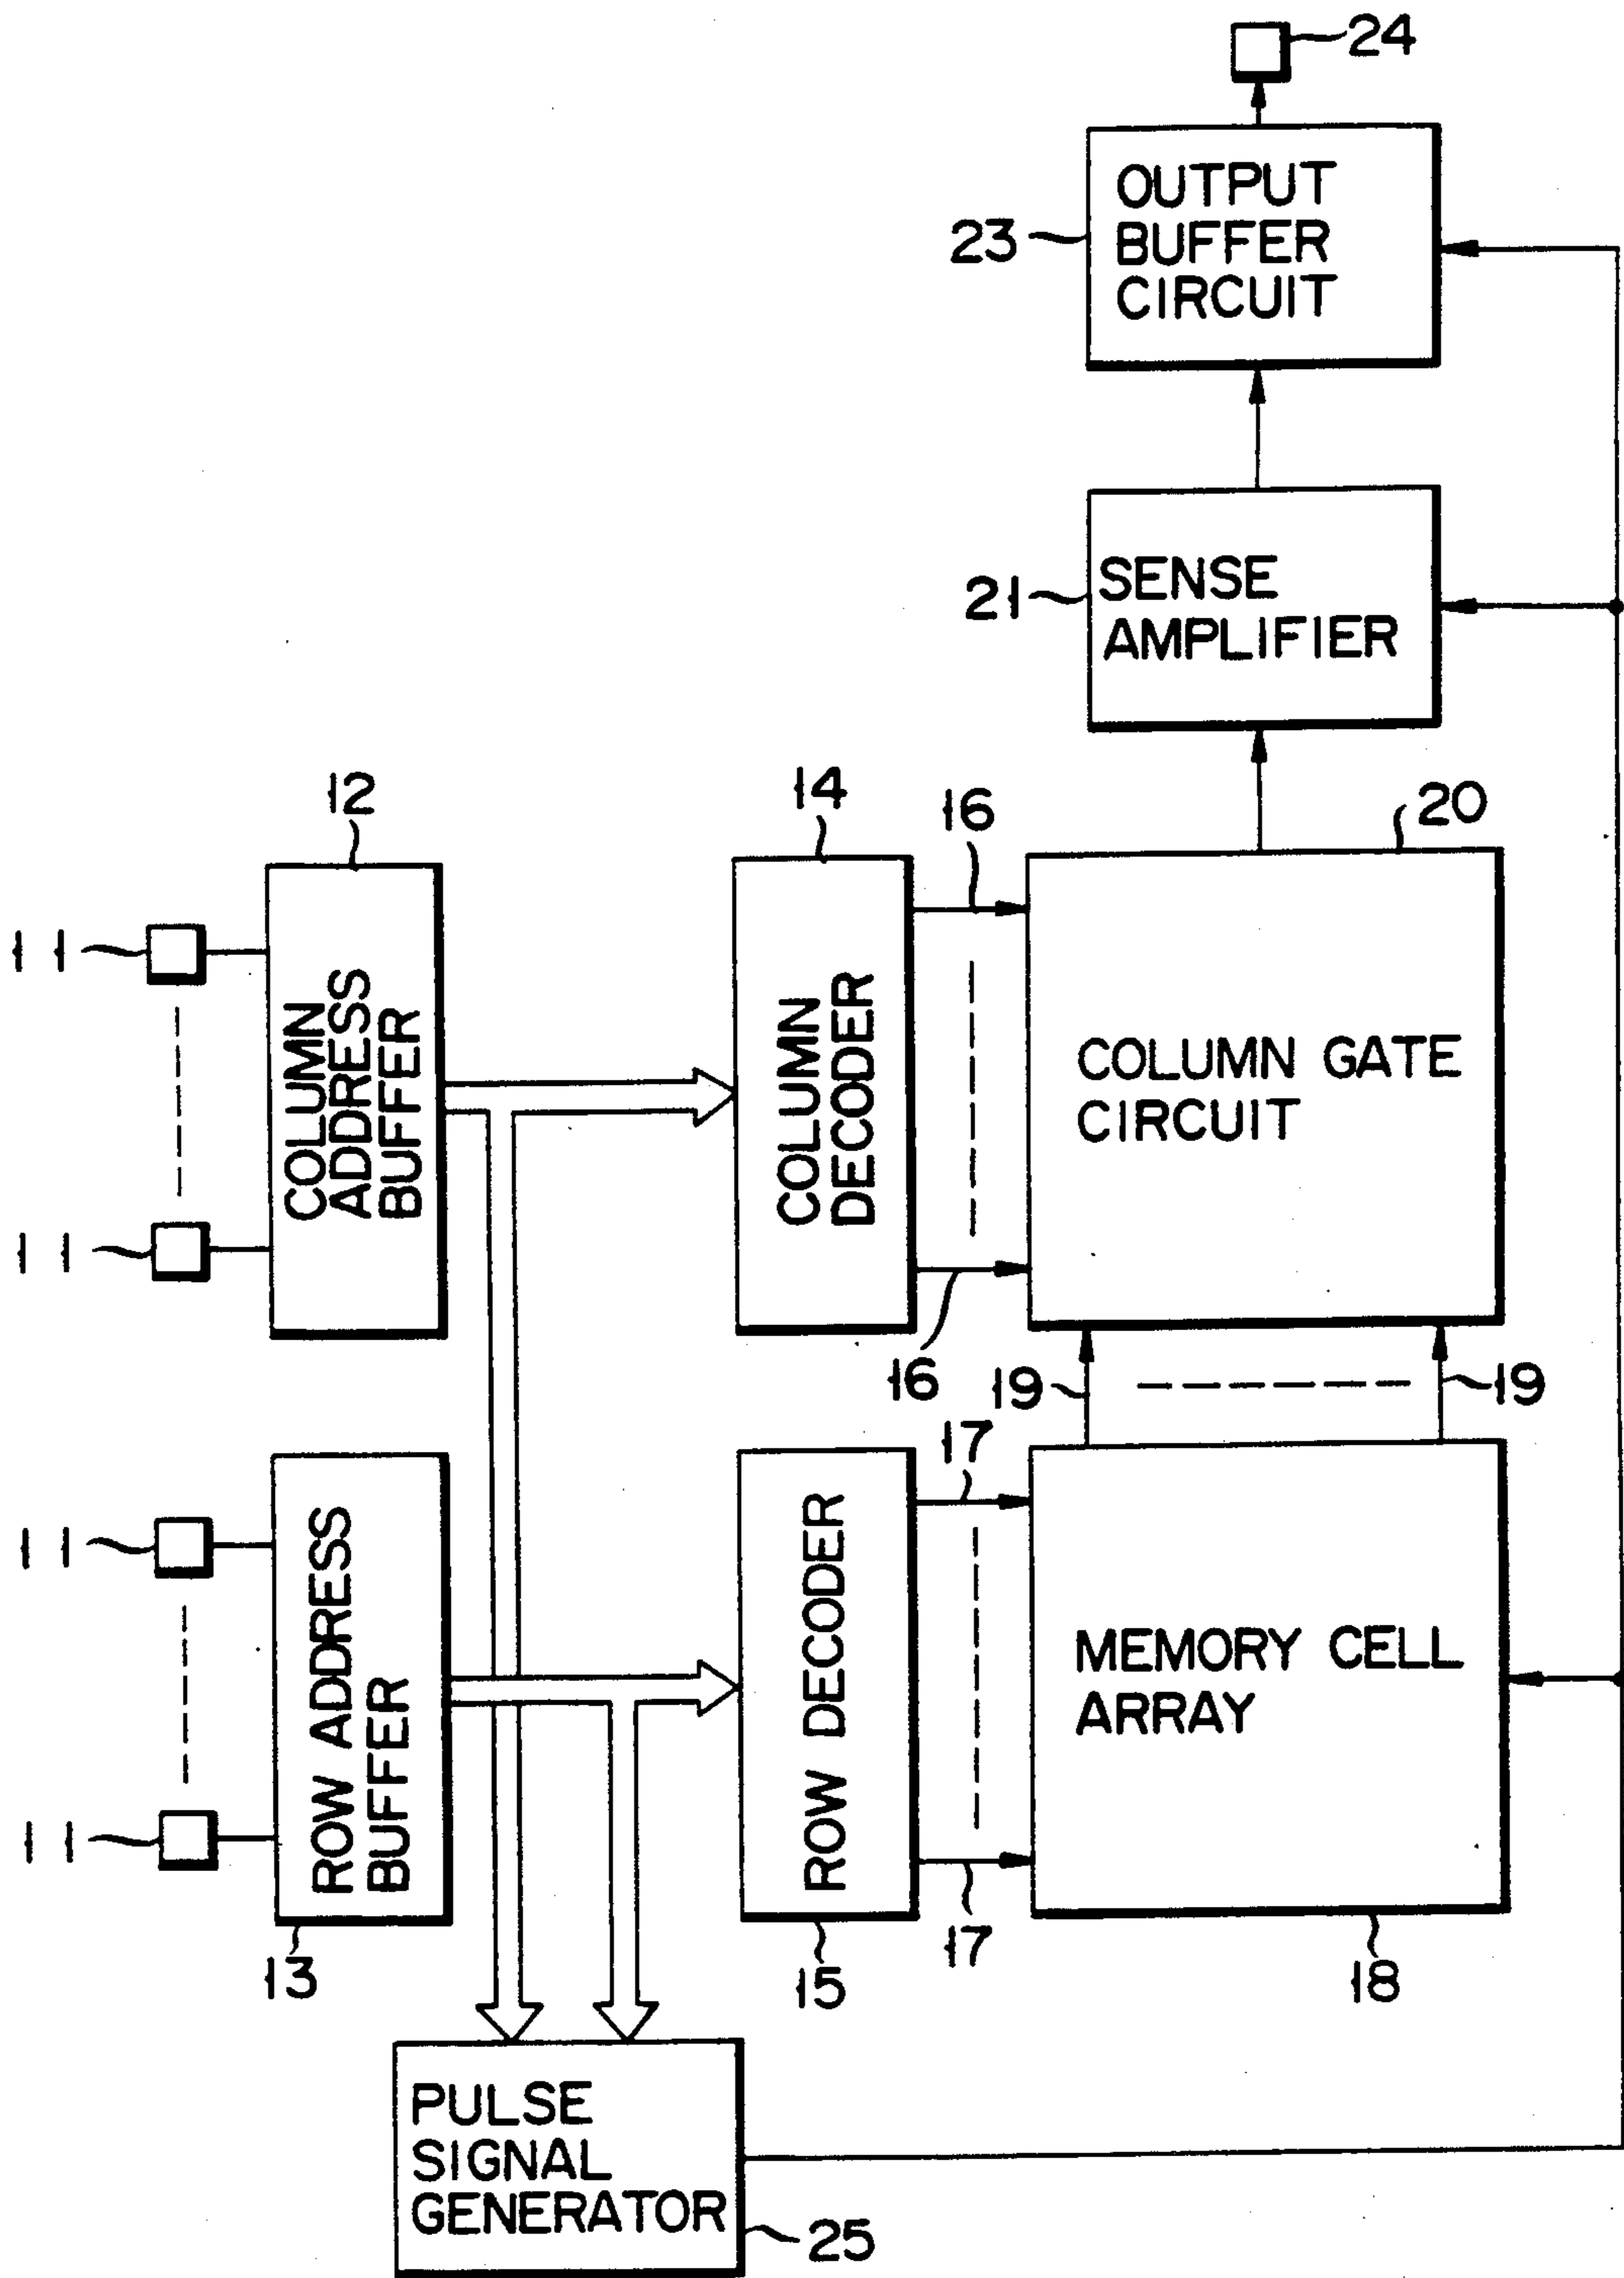 24
OUTPUT
BUFFER
CIRCUIT
23
SENSE
AMPLIFIER
21
12
14
16
20
11
COLUMN
ADDRESS
BUFFER
COLUMN
DECODER
COLUMN GATE
CIRCUIT
11
16
19
19
17
11
ROW ADDRESS
BUFFER
ROW DECODER
MEMORY CELL
ARRAY
11
13
15
17
18
PULSE
SIGNAL
GENERATOR
25